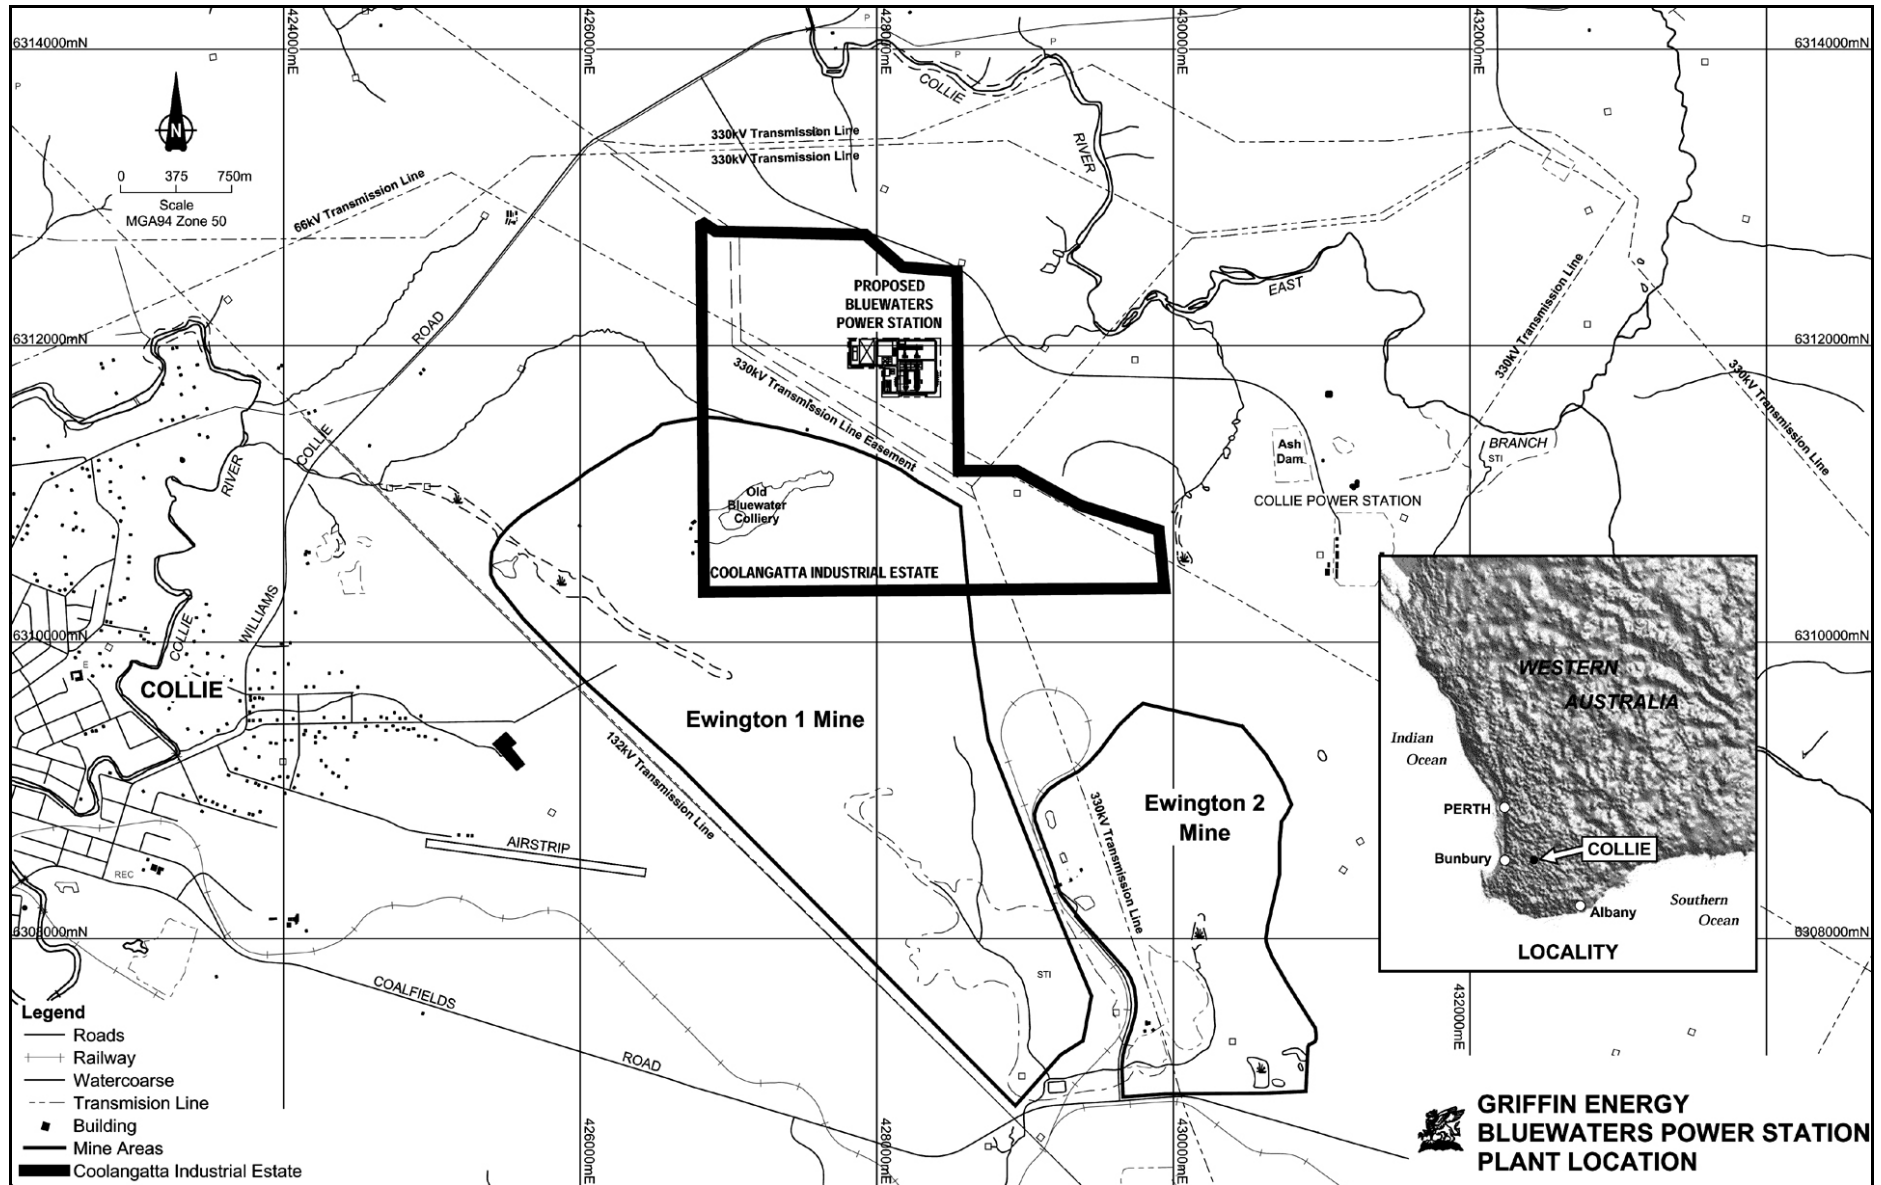 424000mE
426000mE
428000mE
430000mE
432000mE
6314000mN
6314000mN
P
P
P
P
N
0 375 750m
Scale
MGA94 Zone 50
COLLIE
RIVER
330kV Transmission Line
330kV Transmission Line
66kV Transmission Line
EAST
PROPOSED
BLUEWATERS
POWER STATION
6312000mN
6312000mN
ROAD
330kV Transmission Line
330kV Transmission Line
330kV Transmission Line Easement
COLLIE
RIVER
Ash
Dam
BRANCH
STI
COLLIE POWER STATION
Old
Bluewater
Colliery
COOLANGATTA INDUSTRIAL ESTATE
WILLIAMS
COLLIE
6310000mN
6310000mN
E
COLLIE
Ewington 1 Mine
132kV Transmission Line
330kV Transmission Line
Ewington 2
Mine
AIRSTRIP
REC
6308000mN
6308000mN
STI
COALFIELDS
ROAD
WESTERN
AUSTRALIA
Indian
Ocean
PERTH
Bunbury
COLLIE
Albany
Southern
Ocean
LOCALITY
432000mE
426000mE
428000mE
430000mE
Legend
Roads
Railway
Watercoarse
Transmision Line
Building
Mine Areas
Coolangatta Industrial Estate
GRIFFIN ENERGY
BLUEWATERS POWER STATION
PLANT LOCATION